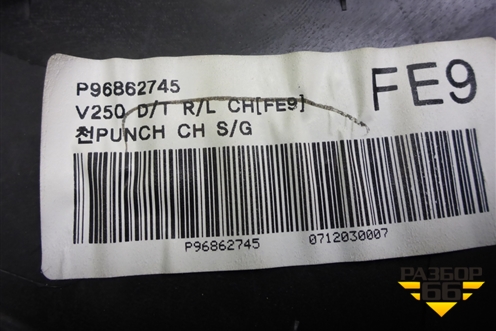 P96862745
FE9
V250 D/T R/L CH[FE9]
천PUNCH CH S/G
P96862745 0712030007
РАЗБОР
66